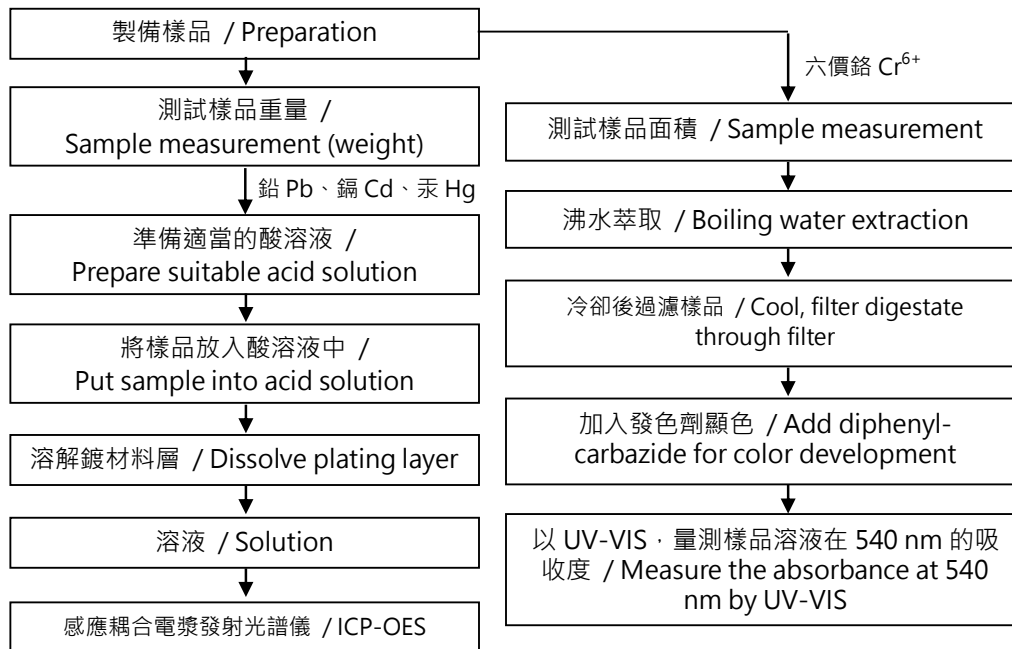 製備樣品 / Preparation
測試樣品重量 /
Sample measurement (weight)
鉛 Pb、鎘 Cd、汞 Hg
準備適當的酸溶液 /
Prepare suitable acid solution
將樣品放入酸溶液中 /
Put sample into acid solution
溶解鍍材料層 / Dissolve plating layer
溶液 / Solution
感應耦合電漿發射光譜儀 / ICP-OES
六價鉻 Cr⁶⁺
測試樣品面積 / Sample measurement
沸水萃取 / Boiling water extraction
冷卻後過濾樣品 / Cool, filter digestate
through filter
加入發色劑顯色 / Add diphenyl-
carbazide for color development
以 UV-VIS，量測樣品溶液在 540 nm 的吸
收度 / Measure the absorbance at 540
nm by UV-VIS